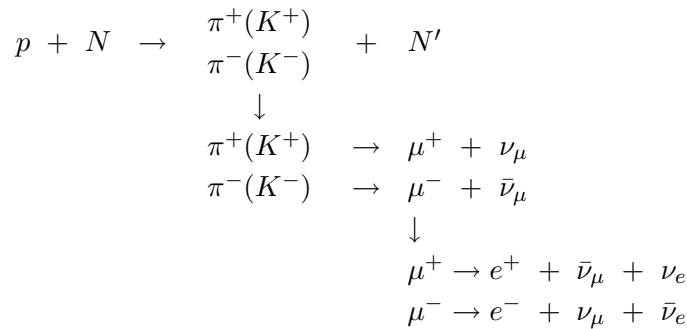 π⁺(K⁺)
p + N → π⁻(K⁻) + N′
↓
π⁺(K⁺) → μ⁺ + ν_μ
π⁻(K⁻) → μ⁻ + ν̄_μ
↓
μ⁺ → e⁺ + ν̄_μ + ν_e
μ⁻ → e⁻ + ν_μ + ν̄_e